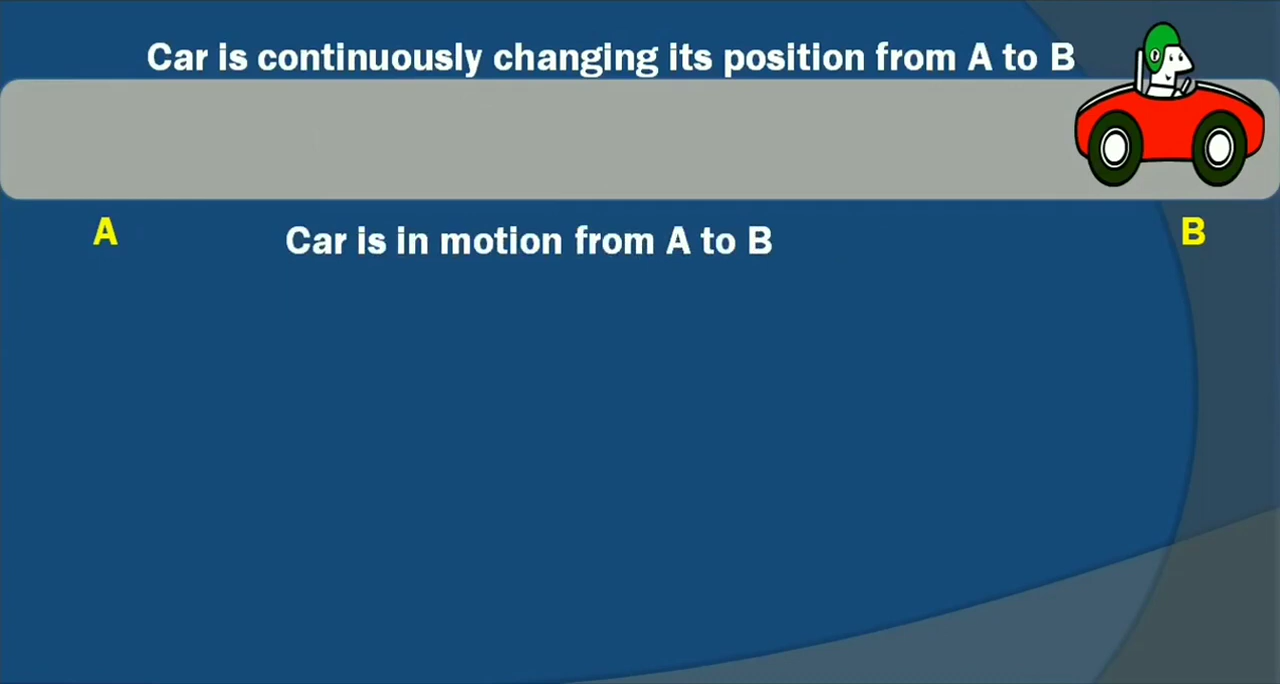 Car is continuously changing its position from A to B
A
B
Car is in motion from A to B